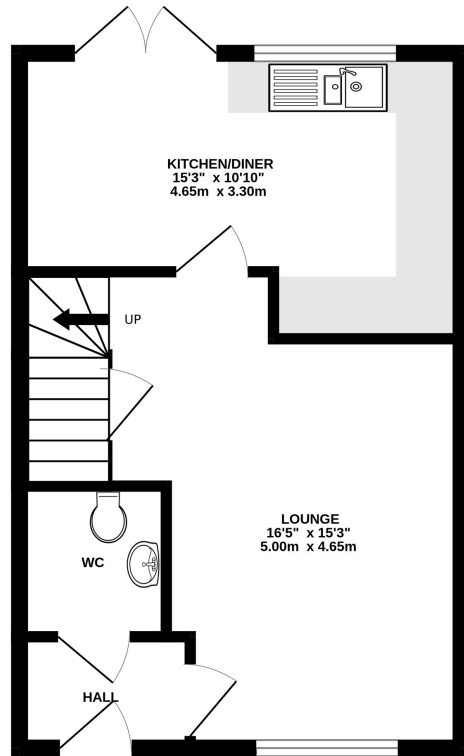 KITCHEN/DINER
15'3" x 10'10"
4.65m x 3.30m
UP
LOUNGE
16'5" x 15'3"
5.00m x 4.65m
WC
HALL